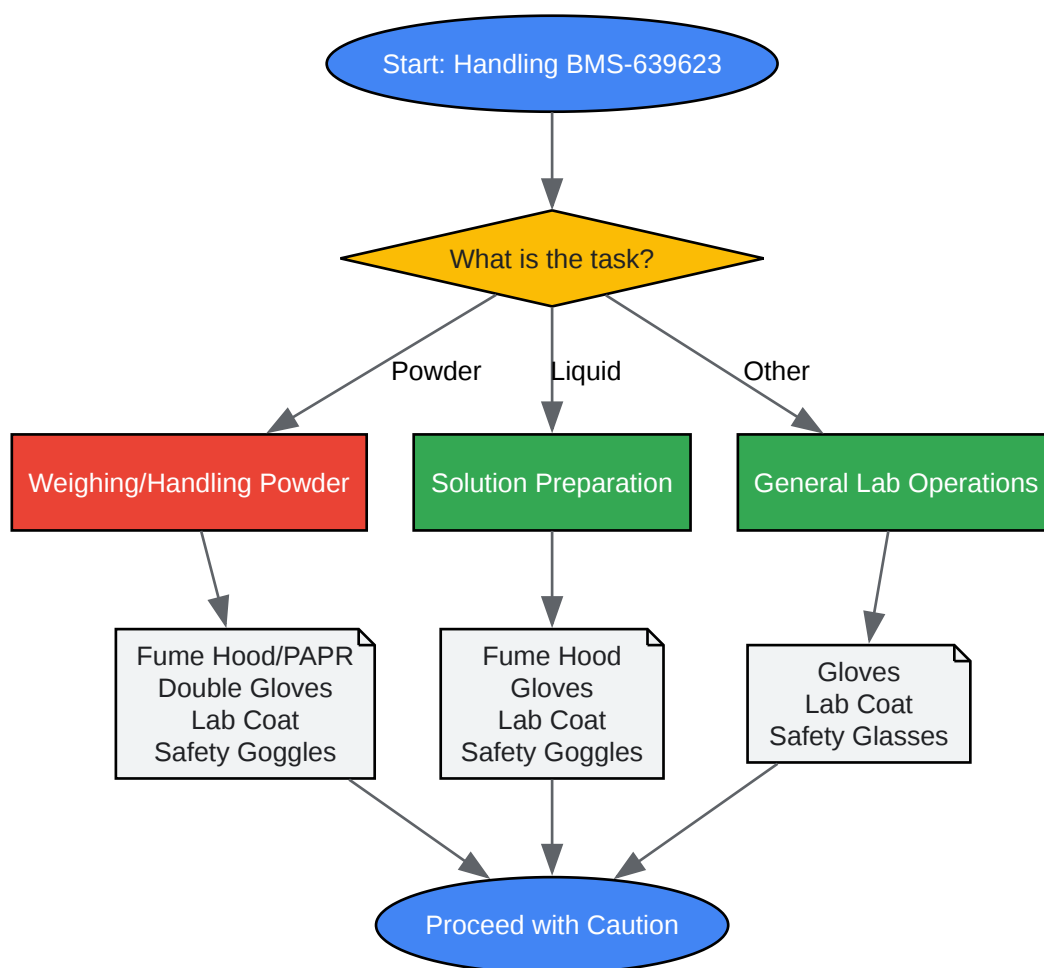 Start: Handling BMS-639623
What is the task?
Powder
Liquid
Other
Weighing/Handling Powder
Solution Preparation
General Lab Operations
Fume Hood/PAPR
Double Gloves
Lab Coat
Safety Goggles
Fume Hood
Gloves
Lab Coat
Safety Goggles
Gloves
Lab Coat
Safety Glasses
Proceed with Caution